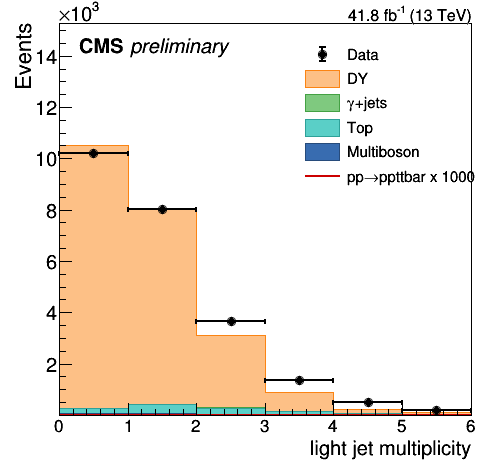 ×10³
41.8 fb⁻¹ (13 TeV)
Events
CMS preliminary
Data
DY
γ+jets
Top
Multiboson
pp→ppttbar x 1000
14
12
10
8
6
4
2
0 1 2 3 4 5 6
light jet multiplicity